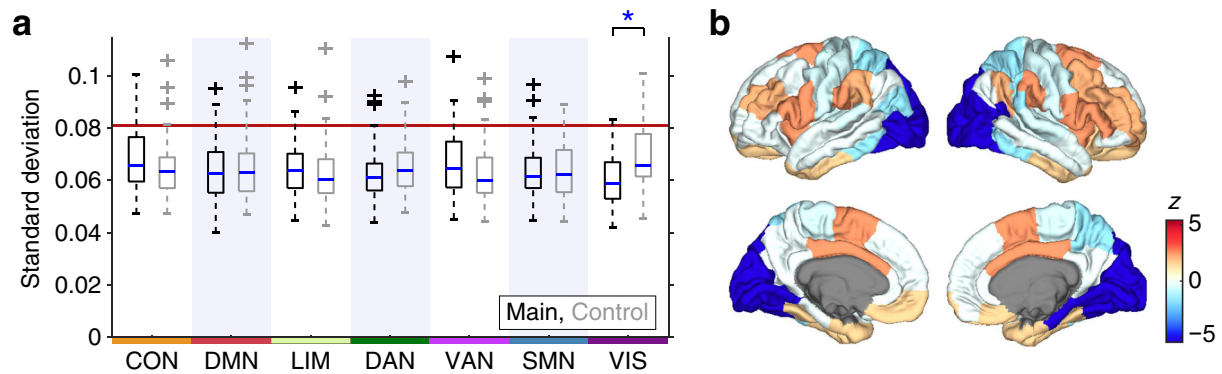 a
*
Standard deviation
0.1
0.08
0.06
0.04
0.02
0
Main, Control
CON DMN LIM DAN VAN SMN VIS
b
z
5
0
−5